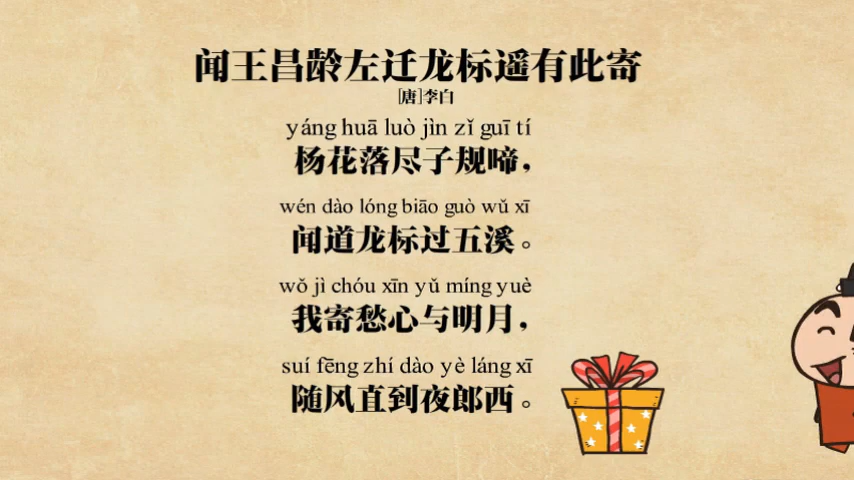 闻王昌龄左迁龙标遥有此寄
[唐]李白
yáng huā luò jìn zǐ guī tí
杨花落尽子规啼，
wén dào lóng biāo guò wǔ xī
闻道龙标过五溪。
wǒ jì chóu xīn yǔ míng yuè
我寄愁心与明月，
suí fēng zhí dào yè láng xī
随风直到夜郎西。